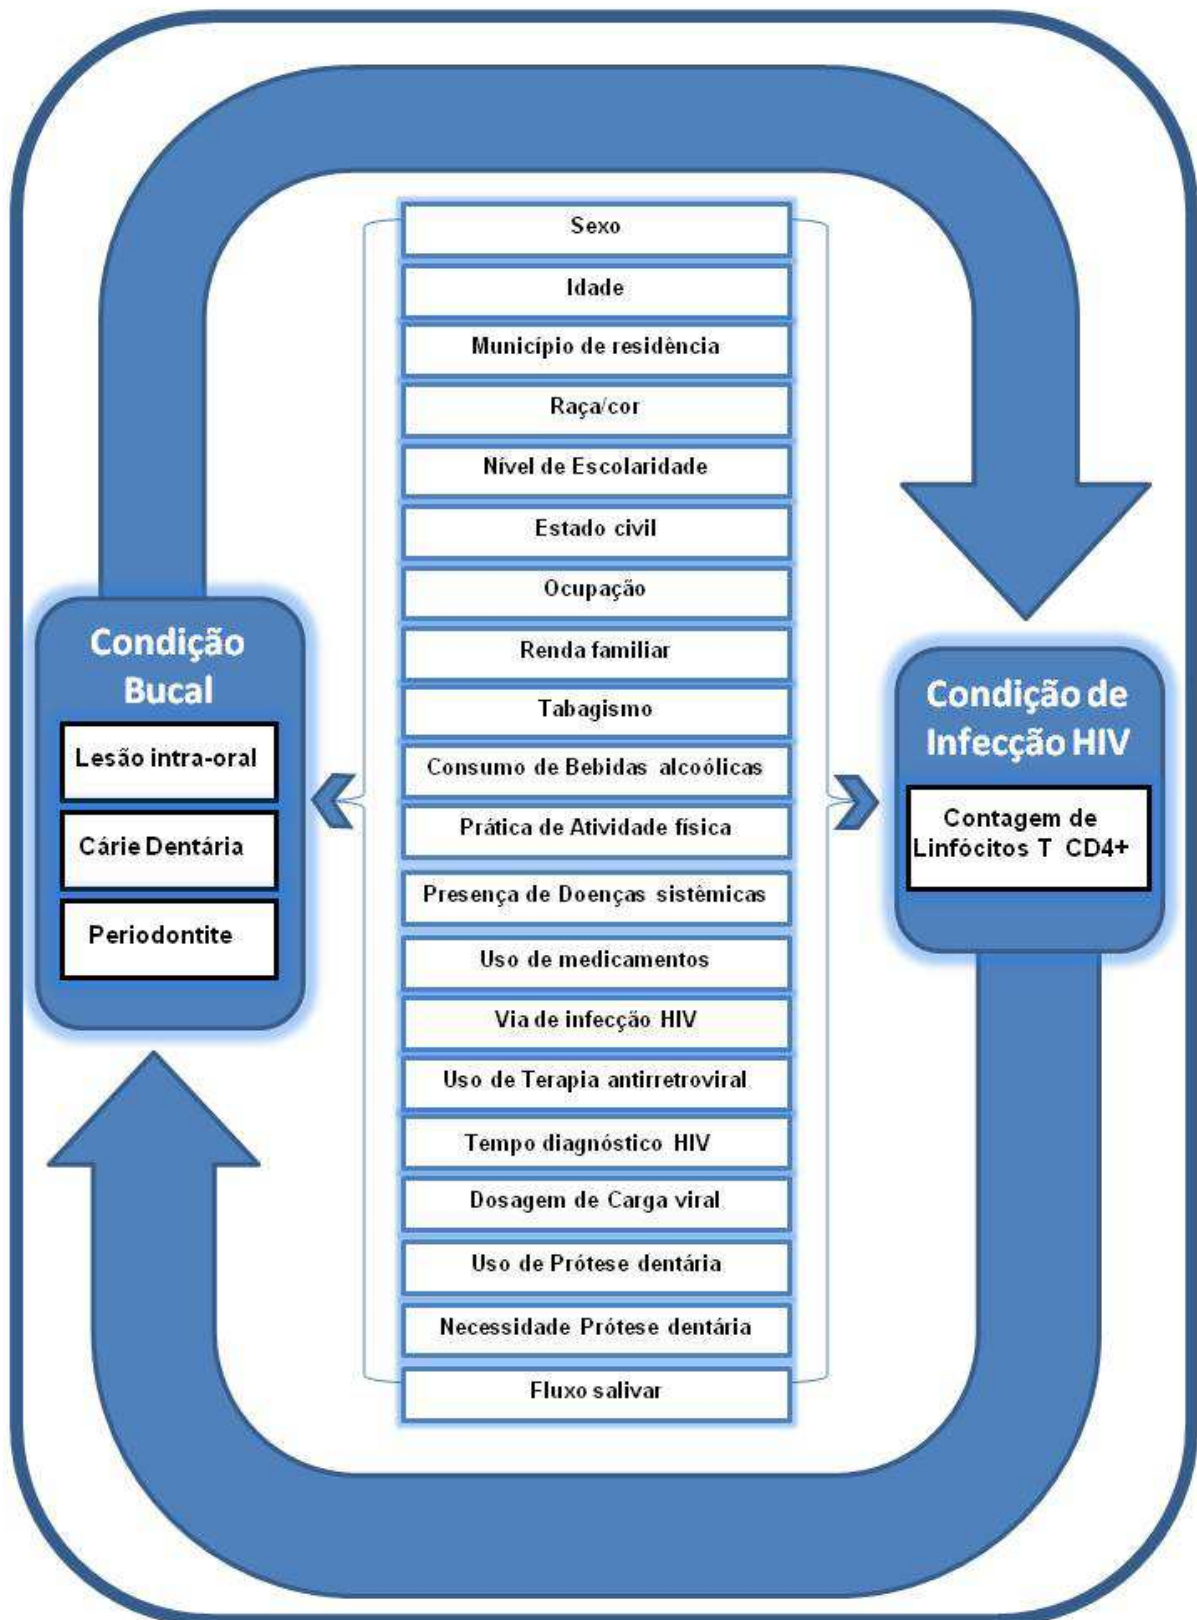 Sexo
Idade
Município de residência
Raça/cor
Nível de Escolaridade
Estado civil
Ocupação
Renda familiar
Tabagismo
Consumo de Bebidas alcoólicas
Prática de Atividade física
Presença de Doenças sistêmicas
Uso de medicamentos
Via de infecção HIV
Uso de Terapia antirretroviral
Tempo diagnóstico HIV
Dosagem de Carga viral
Uso de Prótese dentária
Necessidade Prótese dentária
Fluxo salivar
Condição
Bucal
Lesão intra-oral
Cárie Dentária
Periodontite
Condição de
Infecção HIV
Contagem de
Linfócitos T CD4+